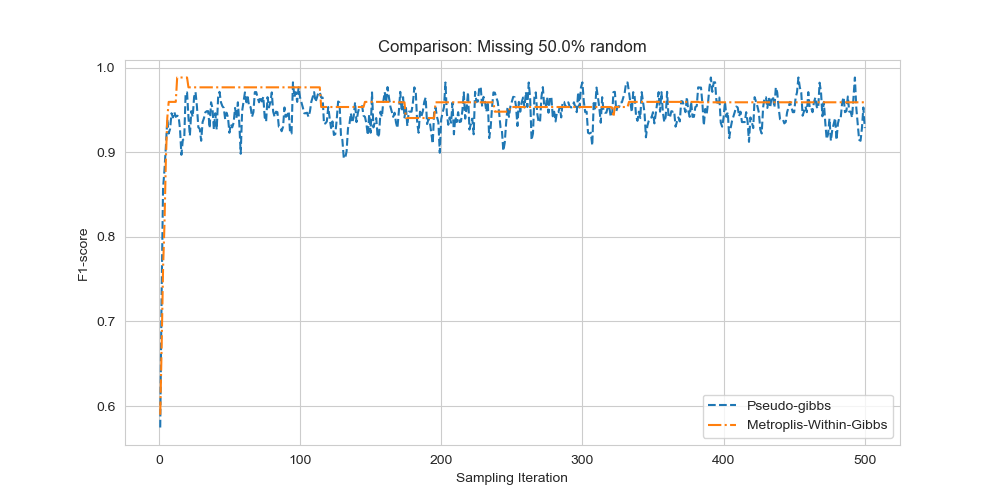 Comparison: Missing 50.0% random
1.0
0.9
0.8
0.7
0.6
F1-score
0
100
200
300
400
500
Sampling Iteration
Pseudo-gibbs
Metroplis-Within-Gibbs